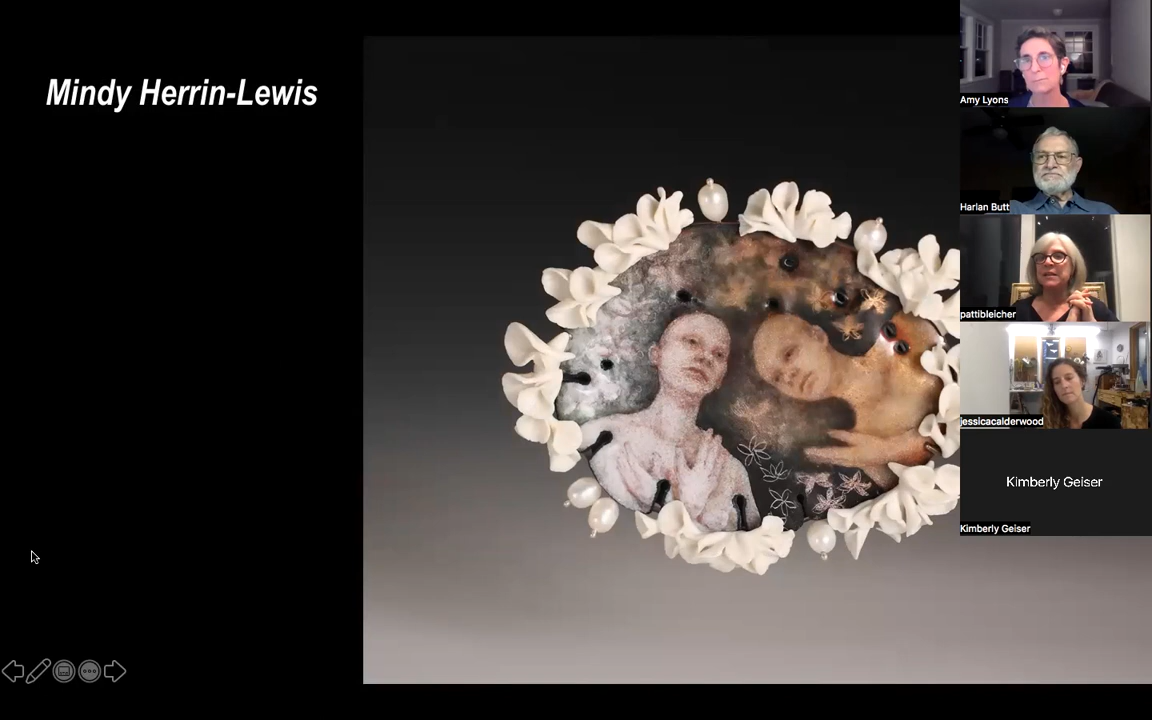 Mindy Herrin-Lewis
Amy Lyons
Harlan Butt
pattibleicher
jessicacalderwood
Kimberly Geiser
Kimberly Geiser